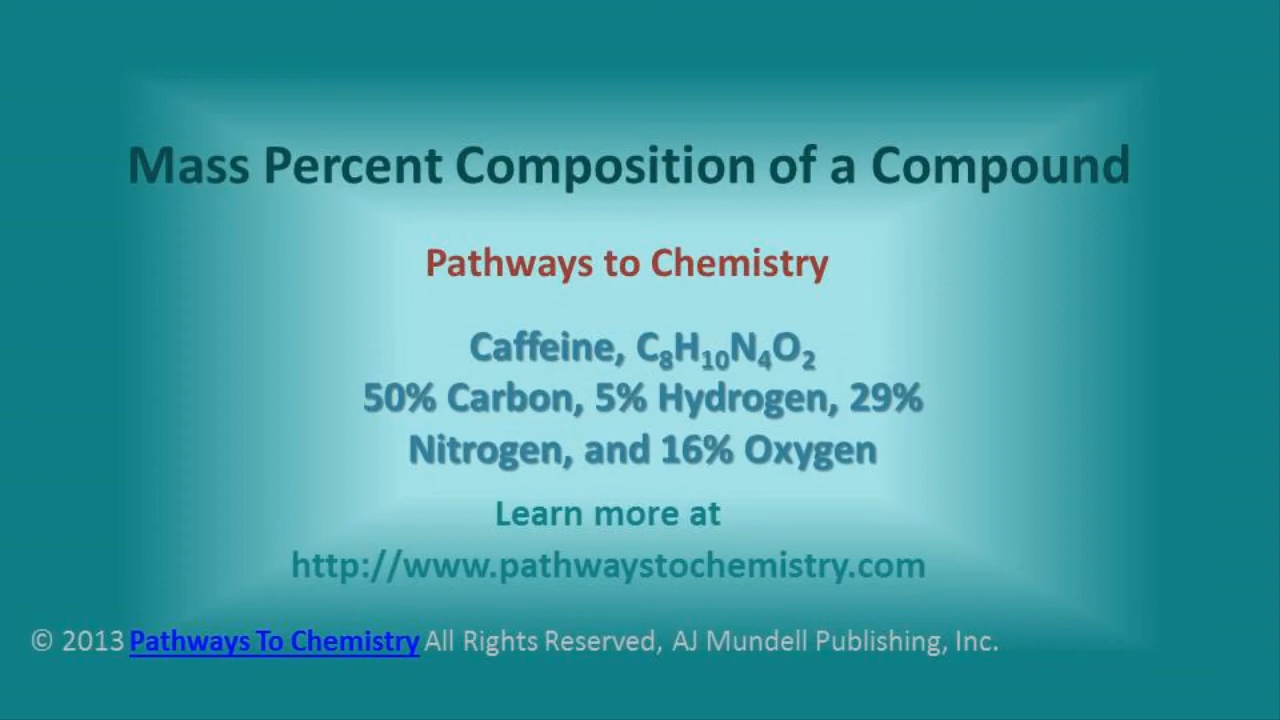 Mass Percent Composition of a Compound
Pathways to Chemistry
Caffeine, C₈H₁₀N₄O₂
50% Carbon, 5% Hydrogen, 29%
Nitrogen, and 16% Oxygen
Learn more at
http://www.pathwaystochemistry.com
© 2013 Pathways To Chemistry All Rights Reserved, AJ Mundell Publishing, Inc.